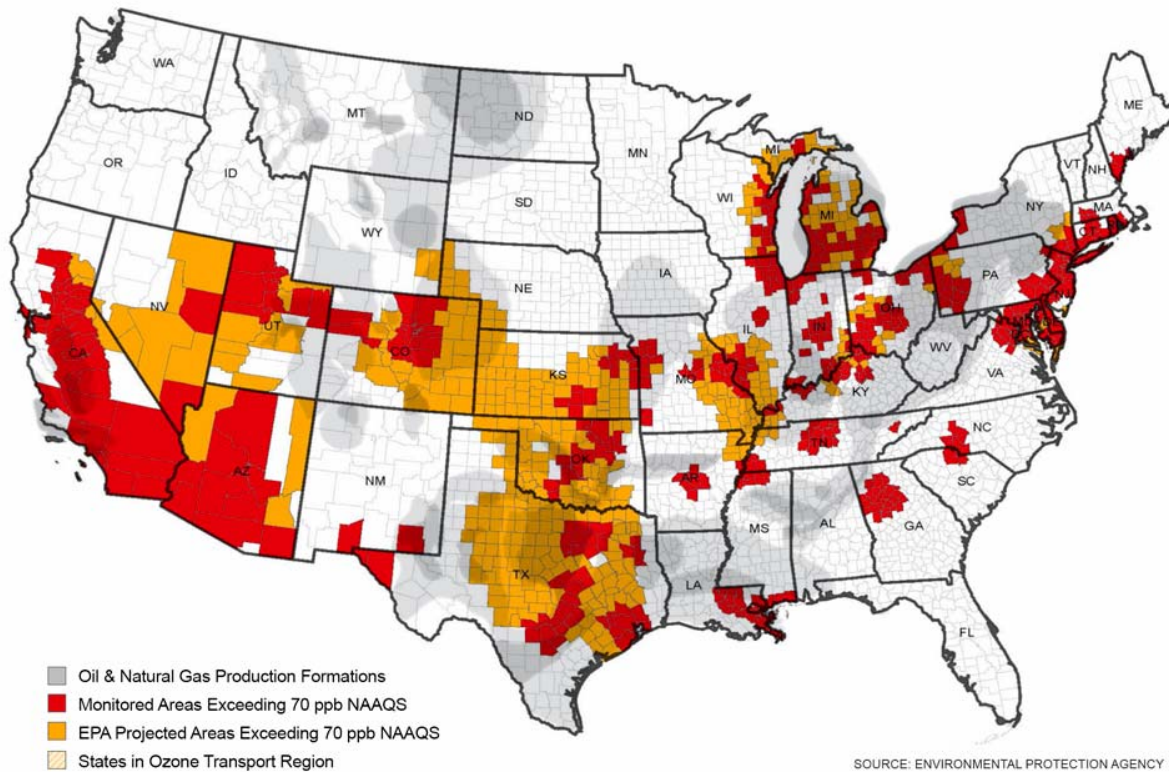 WA
MT
ND
MN
ME
OR
ID
WY
SD
WI
MI
MI
VT
NH
NY
MA
CT
NV
UT
CO
NE
IA
IL
IN
OH
PA
WV
VA
CA
KS
MO
KY
AZ
NM
OK
AR
TN
NC
SC
TX
LA
MS
AL
GA
FL
Oil & Natural Gas Production Formations
Monitored Areas Exceeding 70 ppb NAAQS
EPA Projected Areas Exceeding 70 ppb NAAQS
States in Ozone Transport Region
SOURCE: ENVIRONMENTAL PROTECTION AGENCY